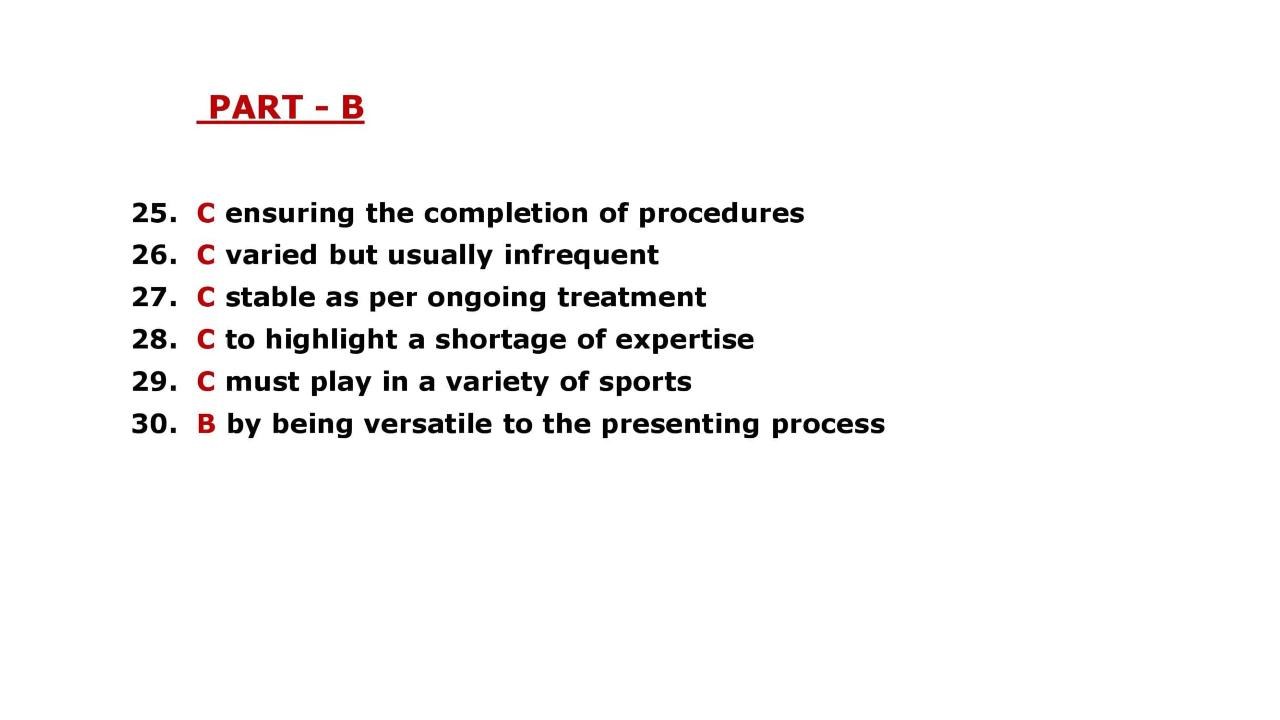 PART - B
25. C ensuring the completion of procedures
26. C varied but usually infrequent
27. C stable as per ongoing treatment
28. C to highlight a shortage of expertise
29. C must play in a variety of sports
30. B by being versatile to the presenting process